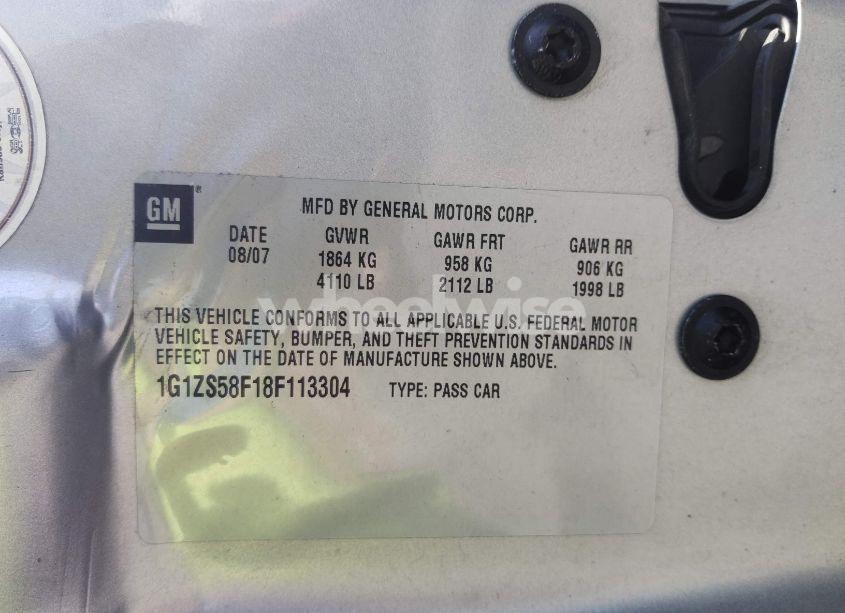 GM ®
MFD BY GENERAL MOTORS CORP.
DATE GVWR GAWR FRT GAWR RR
08/07 1864 KG 958 KG 906 KG
4110 LB 2112 LB 1998 LB
wheelwise
THIS VEHICLE CONFORMS TO ALL APPLICABLE U.S. FEDERAL MOTOR
VEHICLE SAFETY, BUMPER, AND THEFT PREVENTION STANDARDS IN
EFFECT ON THE DATE OF MANUFACTURE SHOWN ABOVE.
1G1ZS58F18F113304 TYPE: PASS CAR